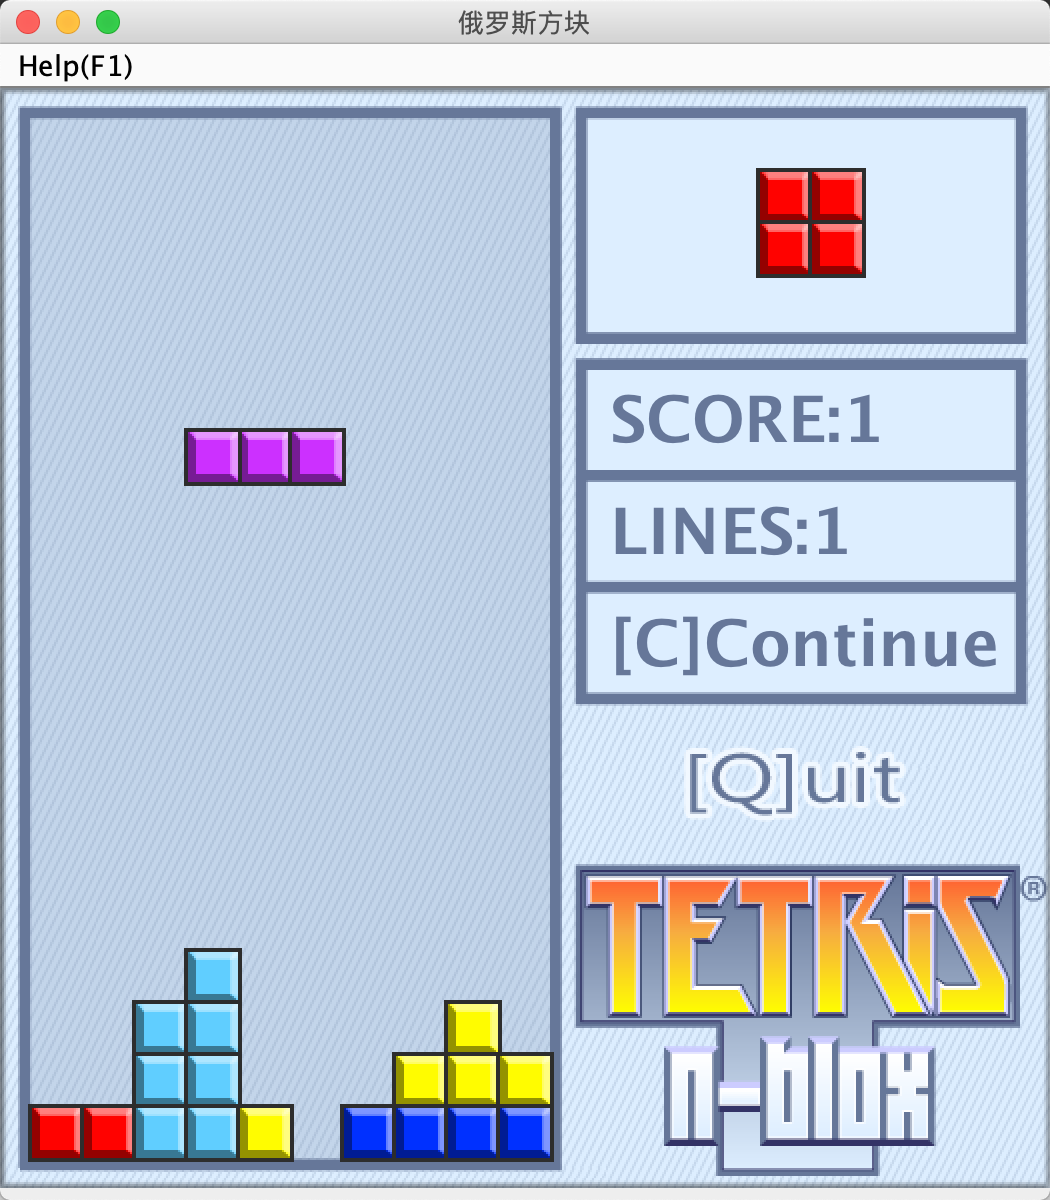 俄罗斯方块
Help(F1)
SCORE:1
LINES:1
[C]Continue
[Q]uit
TETRiS®
n-blox